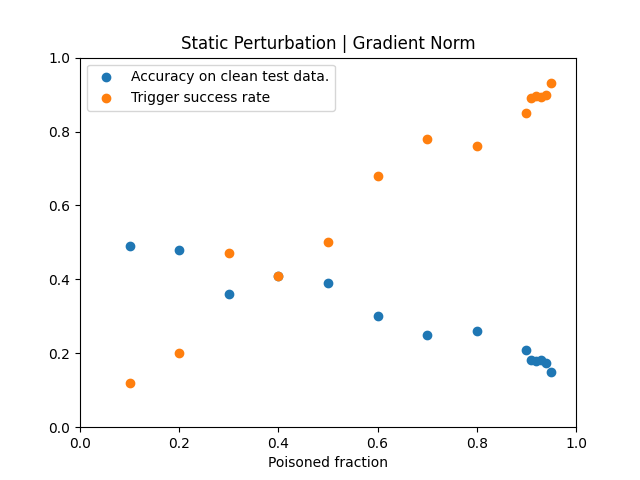 Static Perturbation | Gradient Norm
Accuracy on clean test data.
Trigger success rate
1.0
0.8
0.6
0.4
0.2
0.0
0.0 0.2 0.4 0.6 0.8 1.0
Poisoned fraction